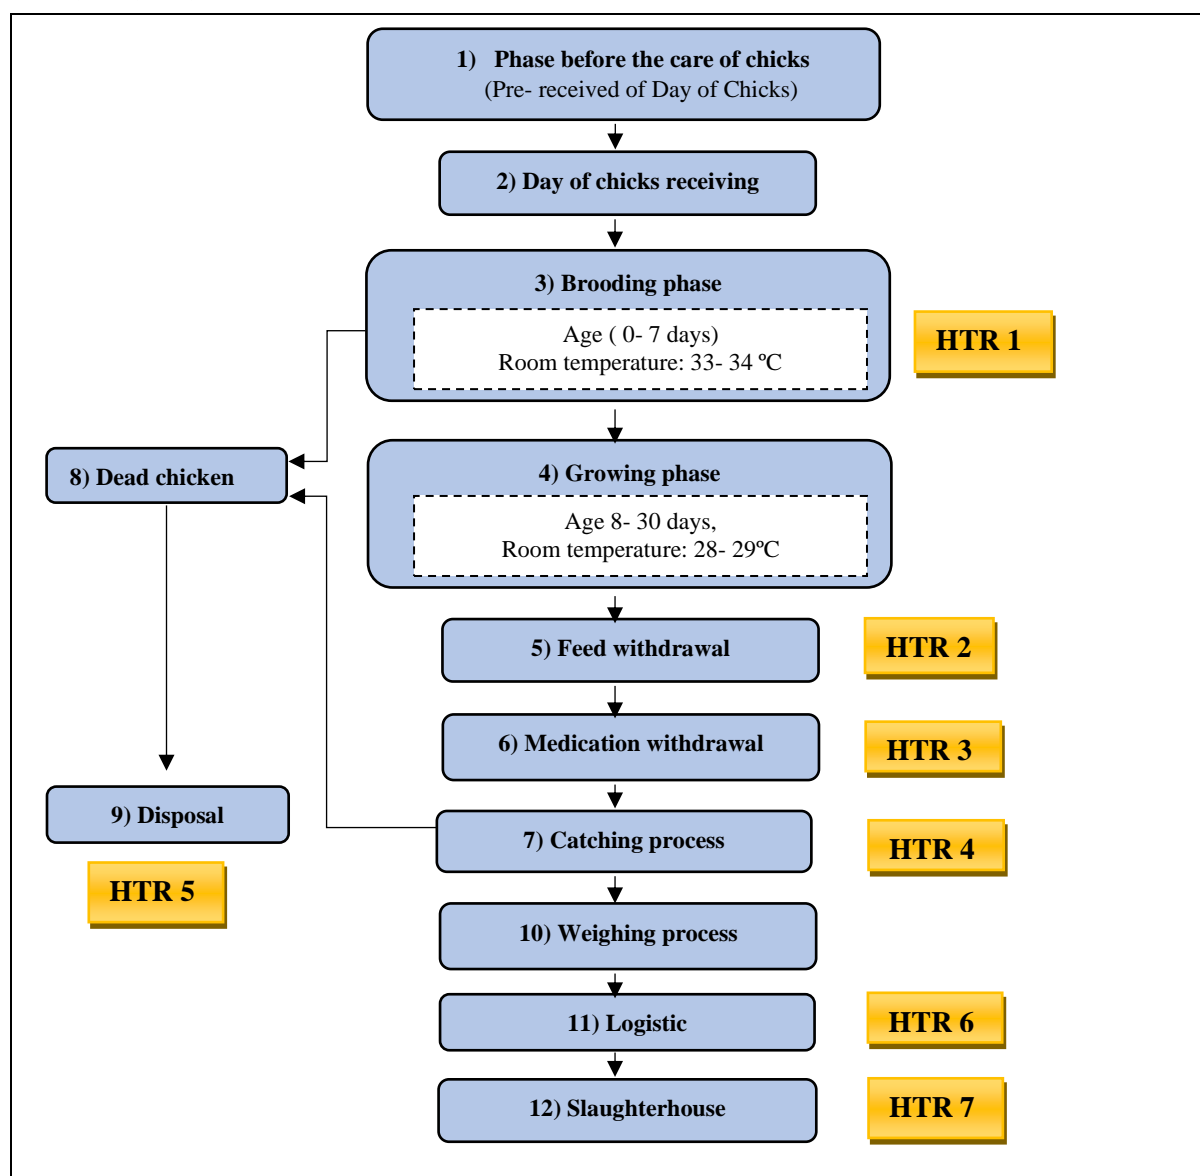 1) Phase before the care of chicks
(Pre- received of Day of Chicks)
2) Day of chicks receiving
3) Brooding phase
Age ( 0- 7 days)
Room temperature: 33- 34 ºC
HTR 1
8) Dead chicken
4) Growing phase
Age 8- 30 days,
Room temperature: 28- 29ºC
5) Feed withdrawal
HTR 2
6) Medication withdrawal
HTR 3
9) Disposal
HTR 5
7) Catching process
HTR 4
10) Weighing process
11) Logistic
HTR 6
12) Slaughterhouse
HTR 7